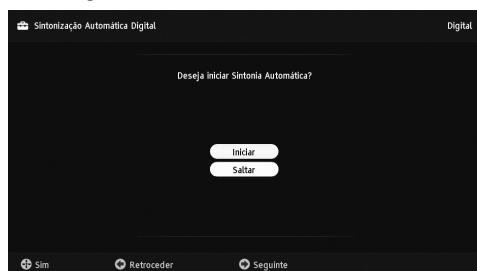 Sintonização Automática Digital Digital
Deseja iniciar Sintonia Automática?
Iniciar
Saltar
Sim Retroceder Seguinte